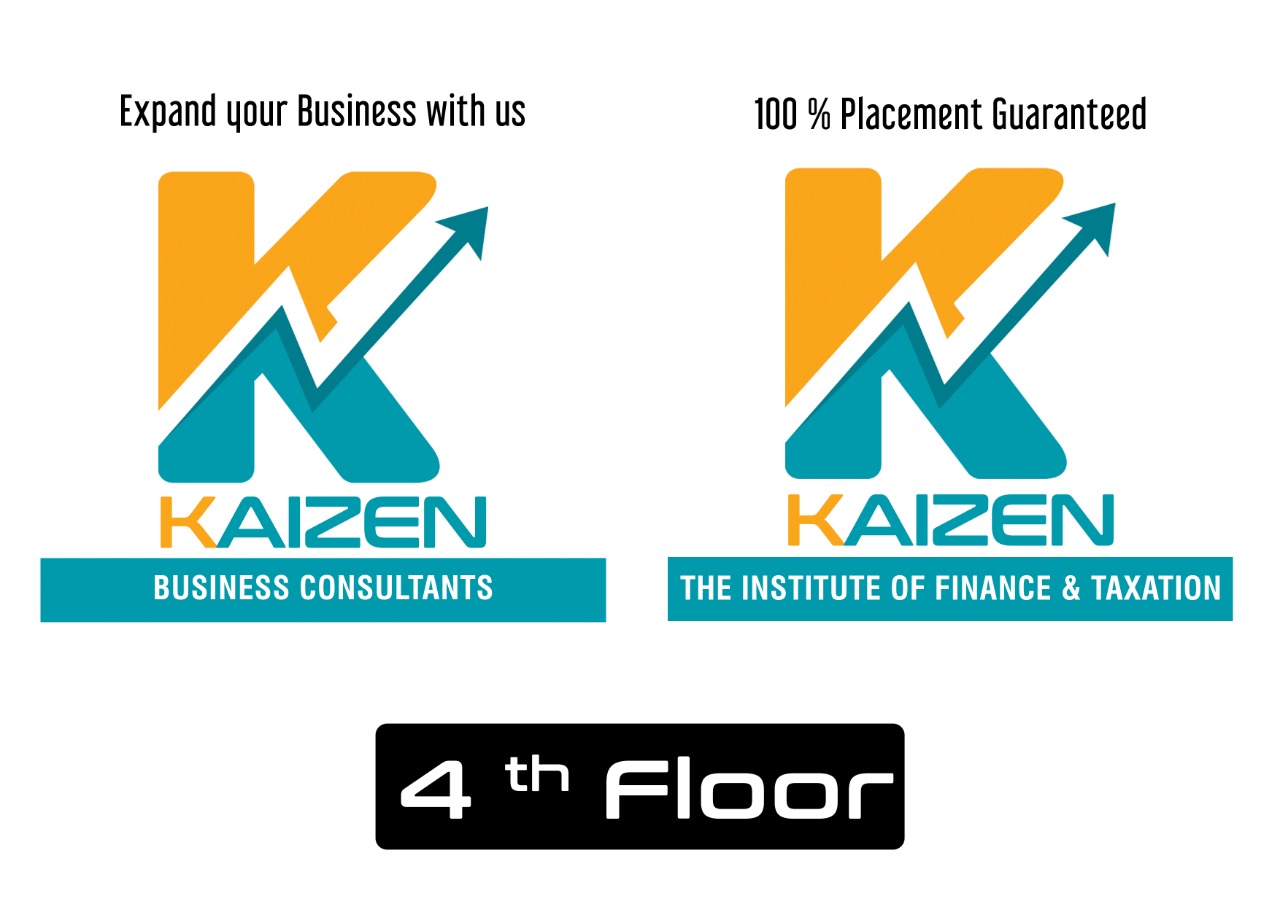 Expand your Business with us
KAIZEN
BUSINESS CONSULTANTS
100 % Placement Guaranteed
KAIZEN
THE INSTITUTE OF FINANCE & TAXATION
4 th Floor